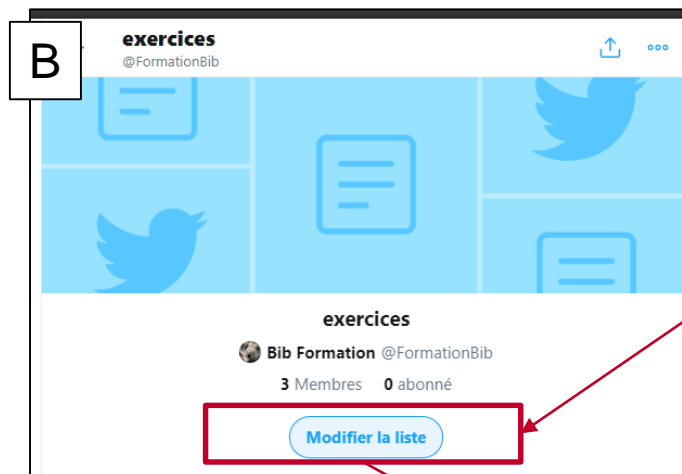 B
exercices
@FormationBib
exercices
Bib Formation @FormationBib
3 Membres 0 abonné
Modifier la liste